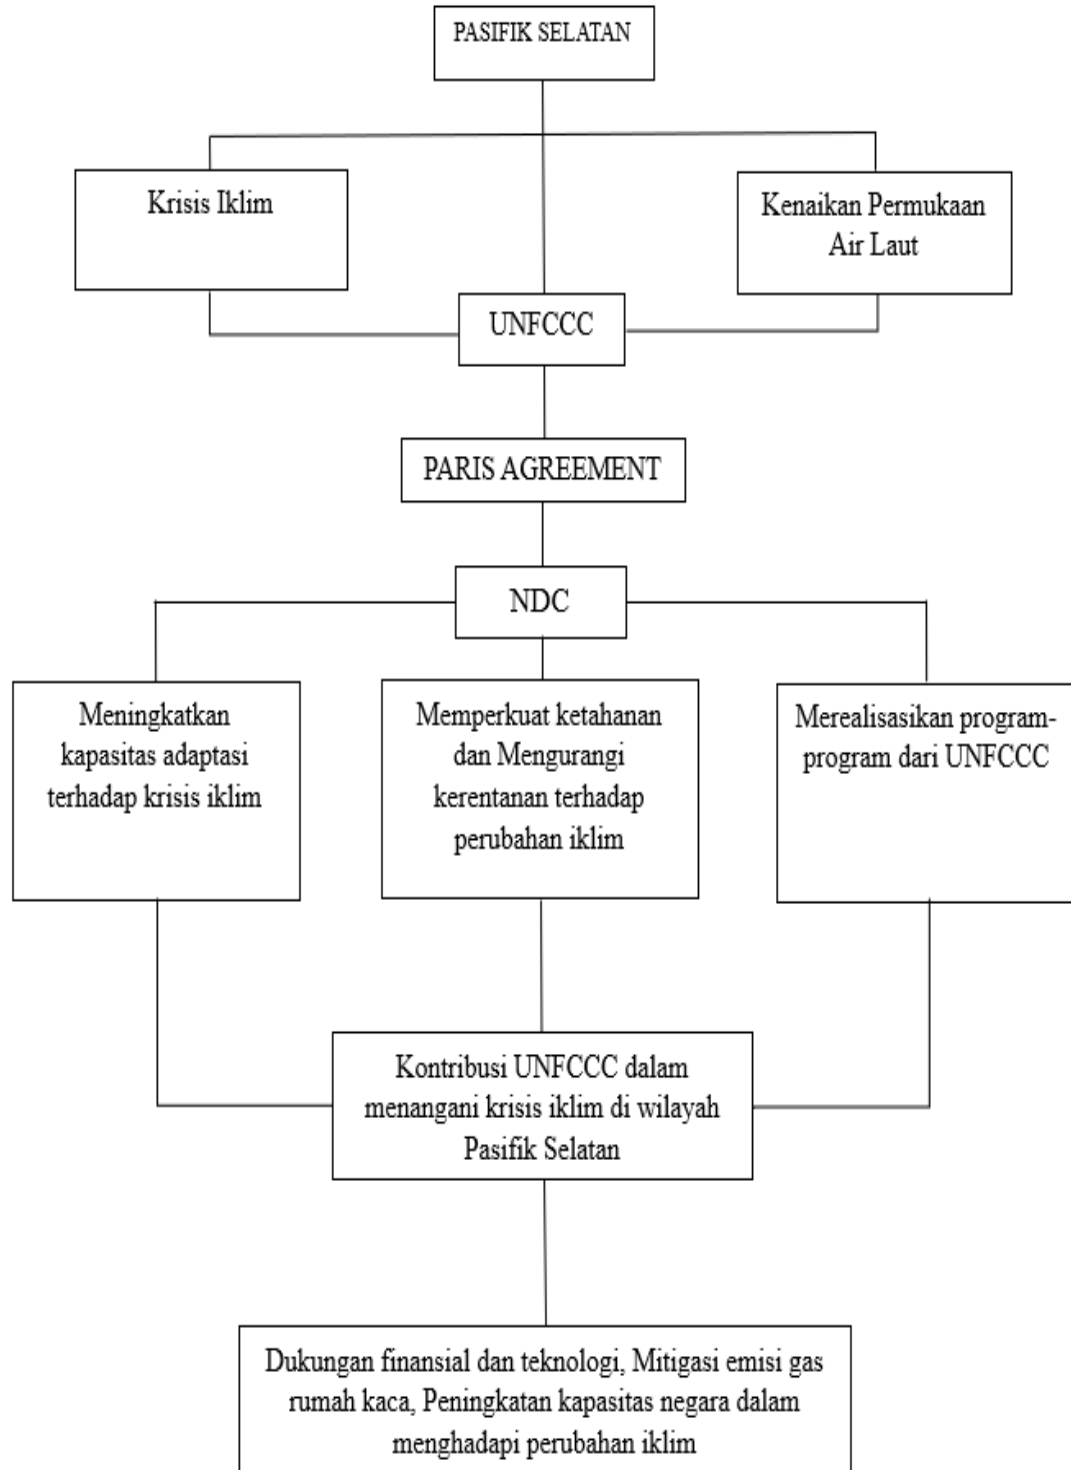 PASIFIK SELATAN
Krisis Iklim
Kenaikan Permukaan
Air Laut
UNFCCC
PARIS AGREEMENT
NDC
Meningkatkan
kapasitas adaptasi
terhadap krisis iklim
Memperkuat ketahanan
dan Mengurangi
kerentanan terhadap
perubahan iklim
Merealisasikan program-
program dari UNFCCC
Kontribusi UNFCCC dalam
menangani krisis iklim di wilayah
Pasifik Selatan
Dukungan finansial dan teknologi, Mitigasi emisi gas
rumah kaca, Peningkatan kapasitas negara dalam
menghadapi perubahan iklim